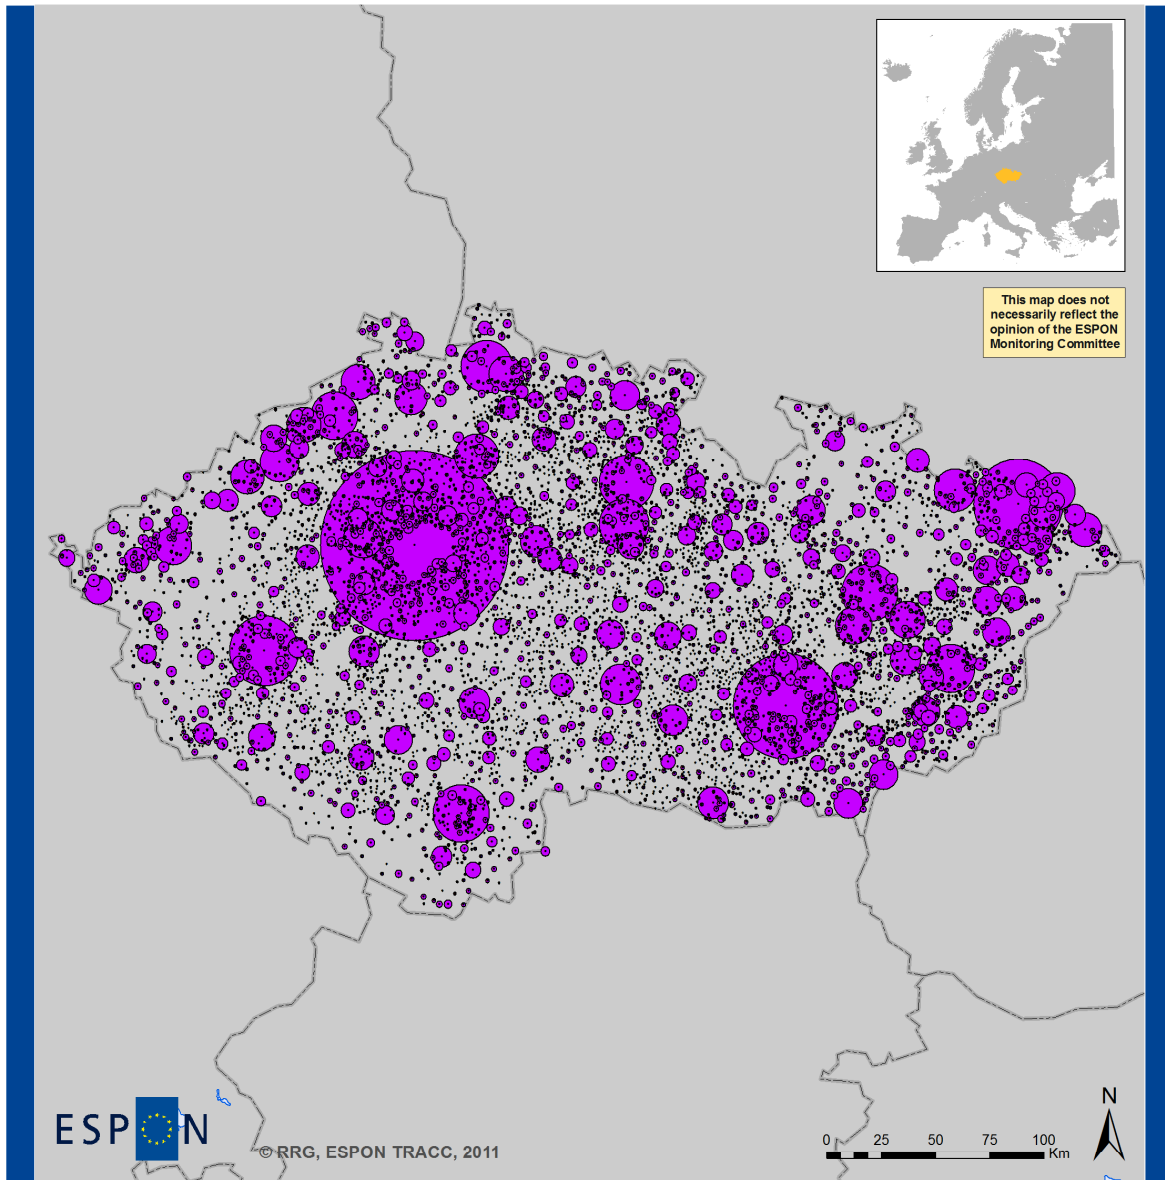 This map does not
necessarily reflect the
opinion of the ESPON
Monitoring Committee
ESPON
© RRG, ESPON TRACC, 2011
N
0 25 50 75 100
Km